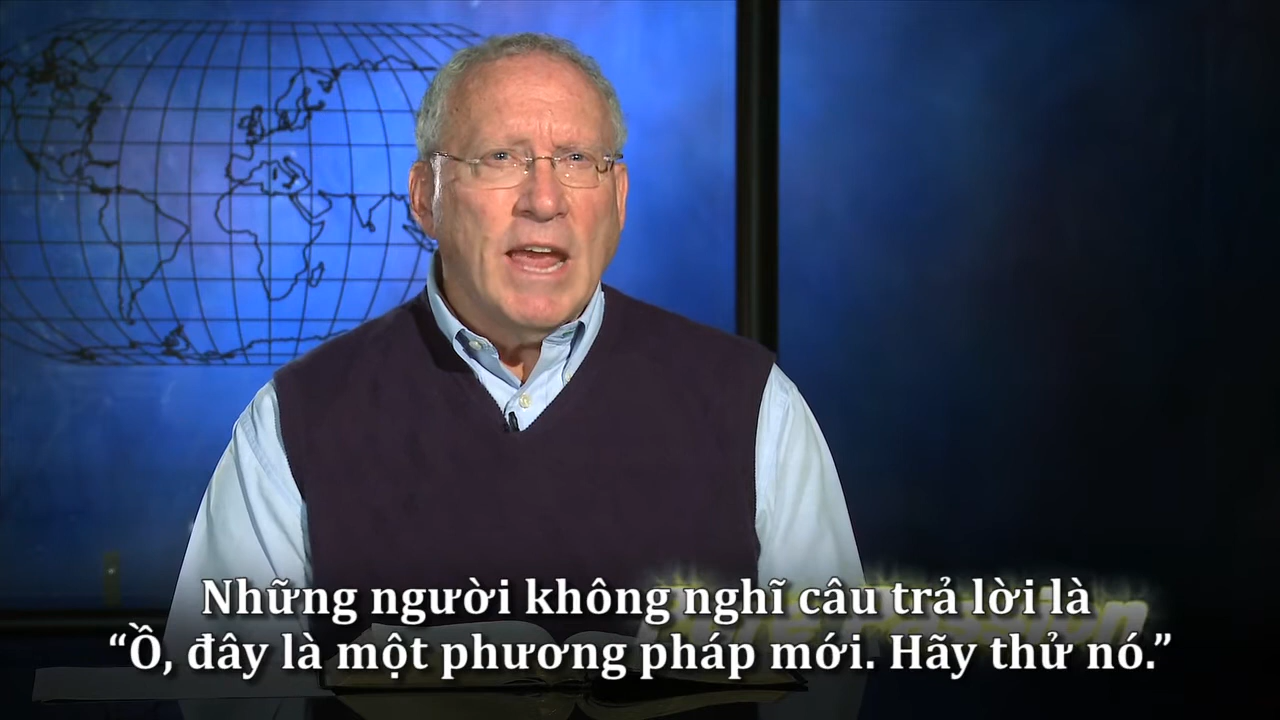 Những người không nghĩ câu trả lời là
“Ồ, đây là một phương pháp mới. Hãy thử nó.”